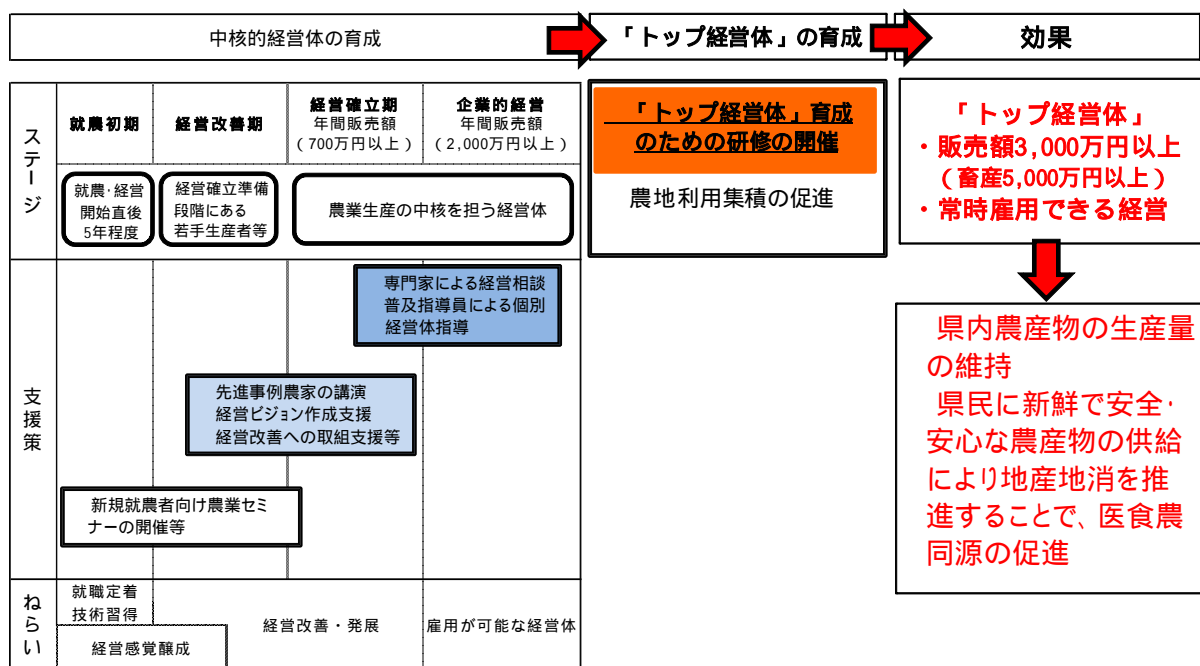 中核的経営体の育成
「トップ経営体」の育成
効果
ステージ
就農初期
経営改善期
経営確立期
年間販売額
(700万円以上)
企業的経営
年間販売額
(2,000万円以上)
就農・経営
開始直後
5年程度
経営確立準備
段階にある
若手生産者等
農業生産の中核を担う経営体
支援策
専門家による経営相談
普及指導員による個別
経営体指導
先進事例農家の講演
経営ビジョン作成支援
経営改善への取組支援等
新規就農者向け農業セミ
ナーの開催等
ねらい
就職定着
技術習得
経営感覚醸成
経営改善・発展
雇用が可能な経営体
「トップ経営体」育成
のための研修の開催
農地利用集積の促進
「トップ経営体」
・販売額3,000万円以上
(畜産5,000万円以上)
・常時雇用できる経営
県内農産物の生産量
の維持
県民に新鮮で安全・
安心な農産物の供給
により地産地消を推
進することで、医食農
同源の促進